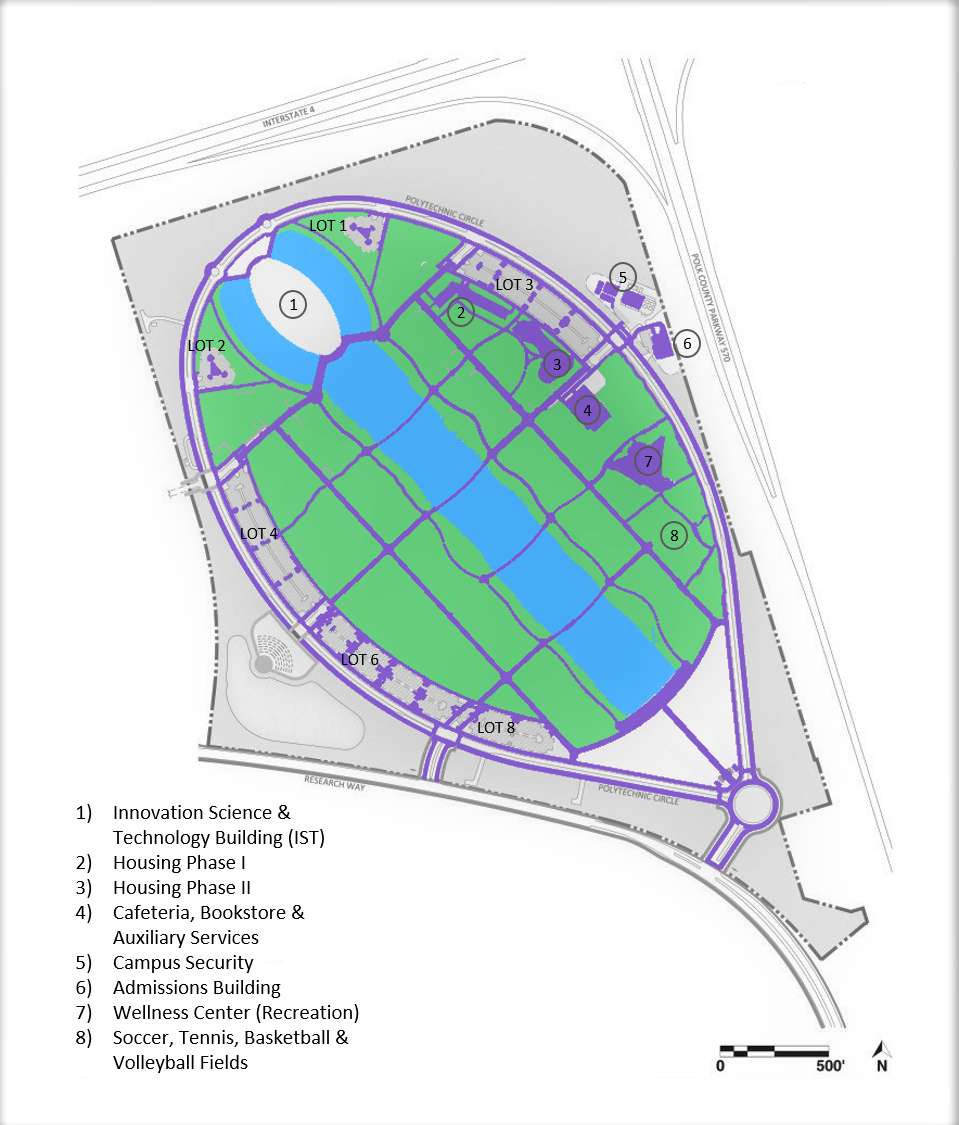 INTERSTATE 4
POLYTECHNIC CIRCLE
LOT 1
5
LOT 3
POLK COUNTY PARKWAY 570
1
2
6
LOT 2
3
4
7
LOT 4
8
LOT 6
LOT 8
RESEARCH WAY
POLYTECHNIC CIRCLE
1) Innovation Science &
Technology Building (IST)
2) Housing Phase I
3) Housing Phase II
4) Cafeteria, Bookstore &
Auxiliary Services
5) Campus Security
6) Admissions Building
7) Wellness Center (Recreation)
8) Soccer, Tennis, Basketball &
Volleyball Fields
0 500' N